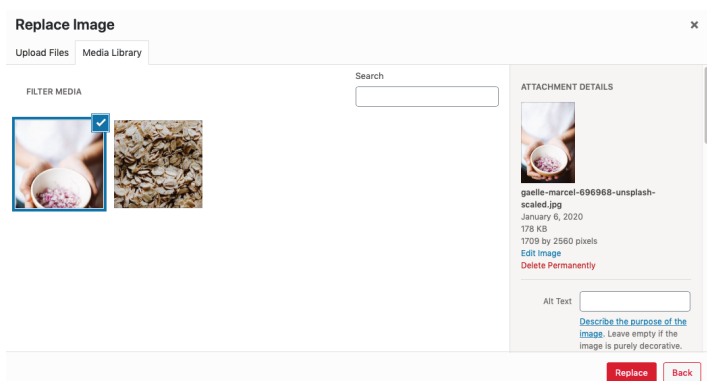 Replace Image
Upload Files
Media Library
FILTER MEDIA
Search
ATTACHMENT DETAILS
gaelle-marcel-696968-unsplash-
scaled.jpg
January 6, 2020
178 KB
1709 by 2560 pixels
Edit Image
Delete Permanently
Alt Text
Describe the purpose of the
image. Leave empty if the
image is purely decorative.
Replace
Back